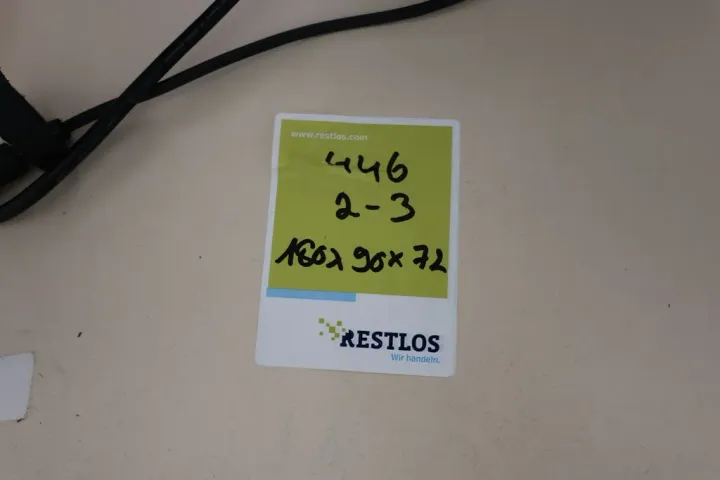 www.restlos.com
446
2-3
160x90x72
RESTLOS
Wir handeln.